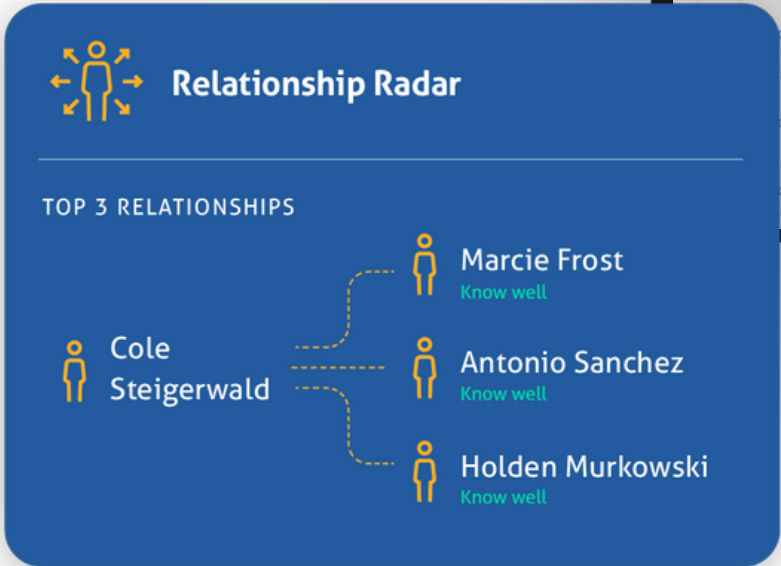 Relationship Radar
TOP 3 RELATIONSHIPS
Marcie Frost
Know well
Cole
Steigerwald
Antonio Sanchez
Know well
Holden Murkowski
Know well